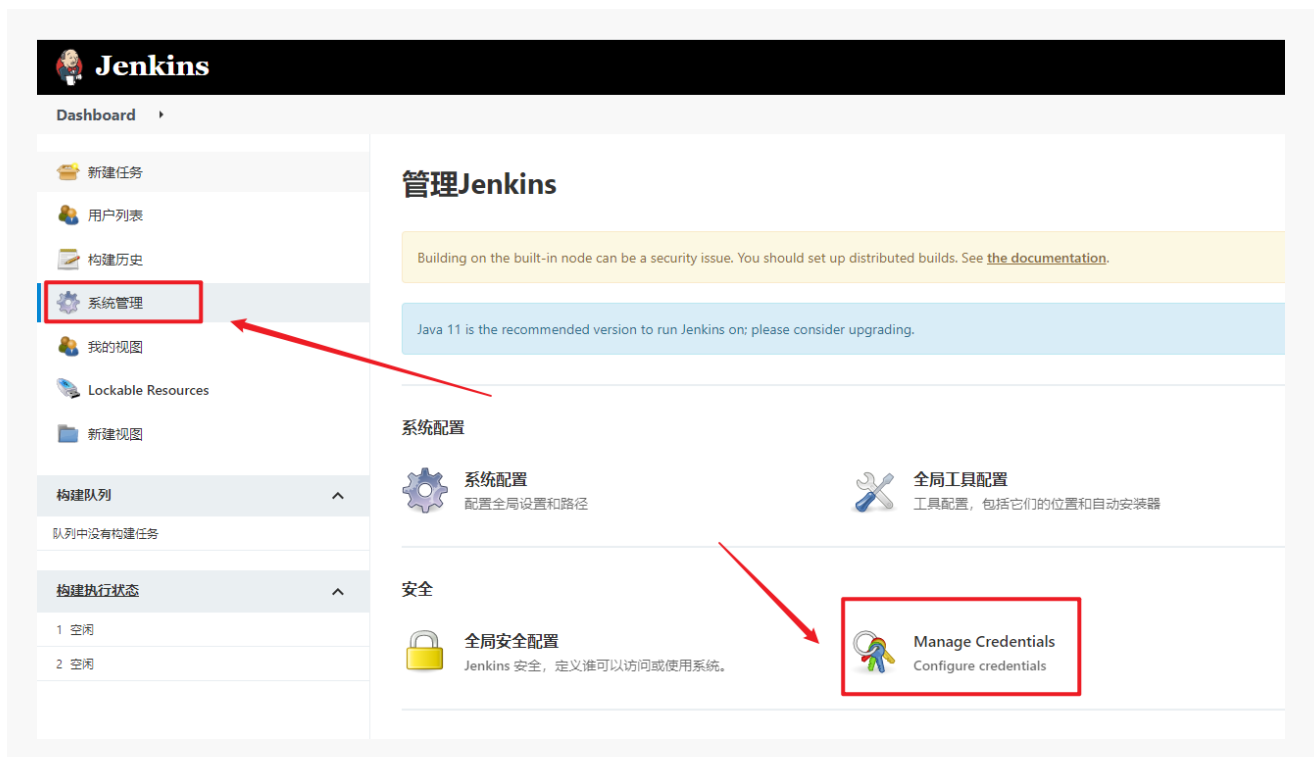 Jenkins
Dashboard
新建任务
用户列表
构建历史
系统管理
我的视图
Lockable Resources
新建视图
构建队列
队列中没有构建任务
构建执行状态
1 空闲
2 空闲
管理Jenkins
Building on the built-in node can be a security issue. You should set up distributed builds. See the documentation.
Java 11 is the recommended version to run Jenkins on; please consider upgrading.
系统配置
系统配置
配置全局设置和路径
全局工具配置
工具配置，包括它们的位置和自动安装器
安全
全局安全配置
Jenkins 安全，定义谁可以访问或使用系统。
Manage Credentials
Configure credentials